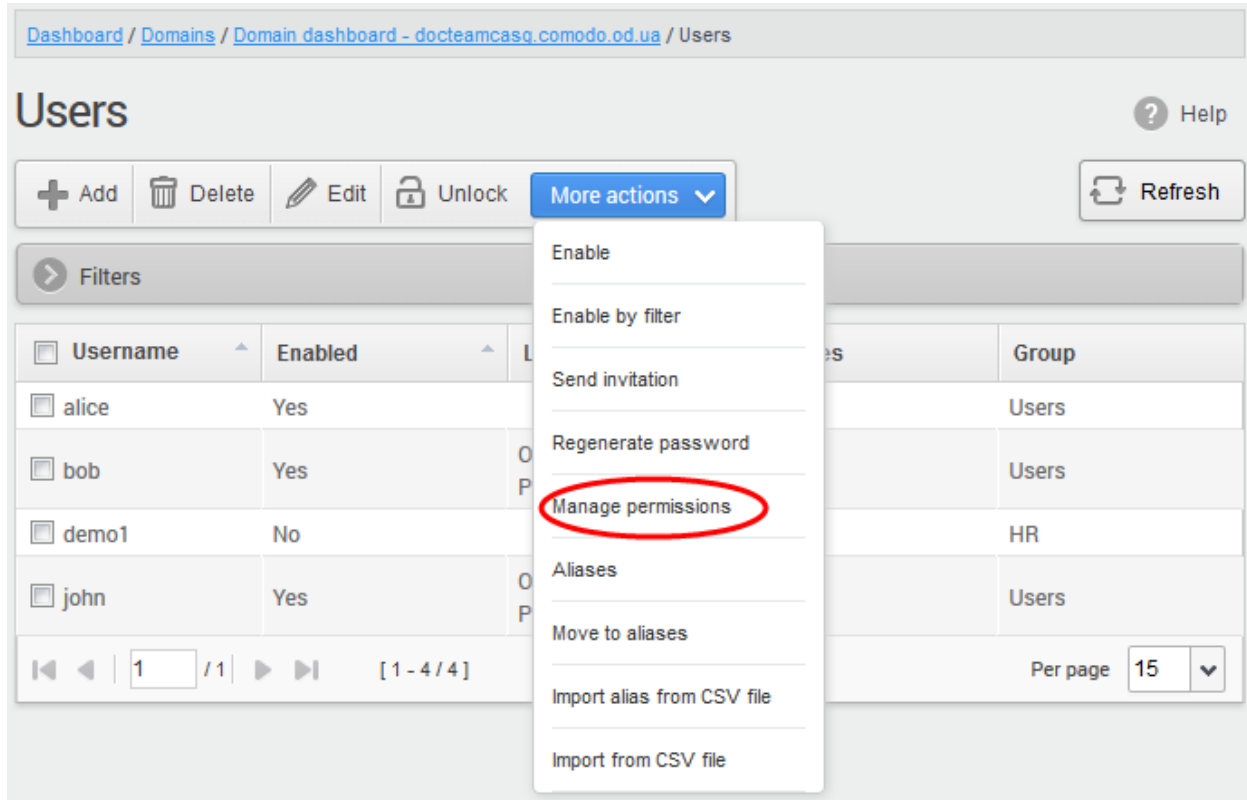 Dashboard / Domains / Domain dashboard - docteamcasq.comodo.od.ua / Users
Users
Help
Add Delete Edit Unlock More actions
Refresh
Filters
Enable
Enable by filter
Send invitation
Regenerate password
Manage permissions
Aliases
Move to aliases
Import alias from CSV file
Import from CSV file
Username Enabled Group
alice Yes Users
bob Yes Users
demo1 No HR
john Yes Users
1 / 1 [ 1 - 4 / 4 ] Per page 15